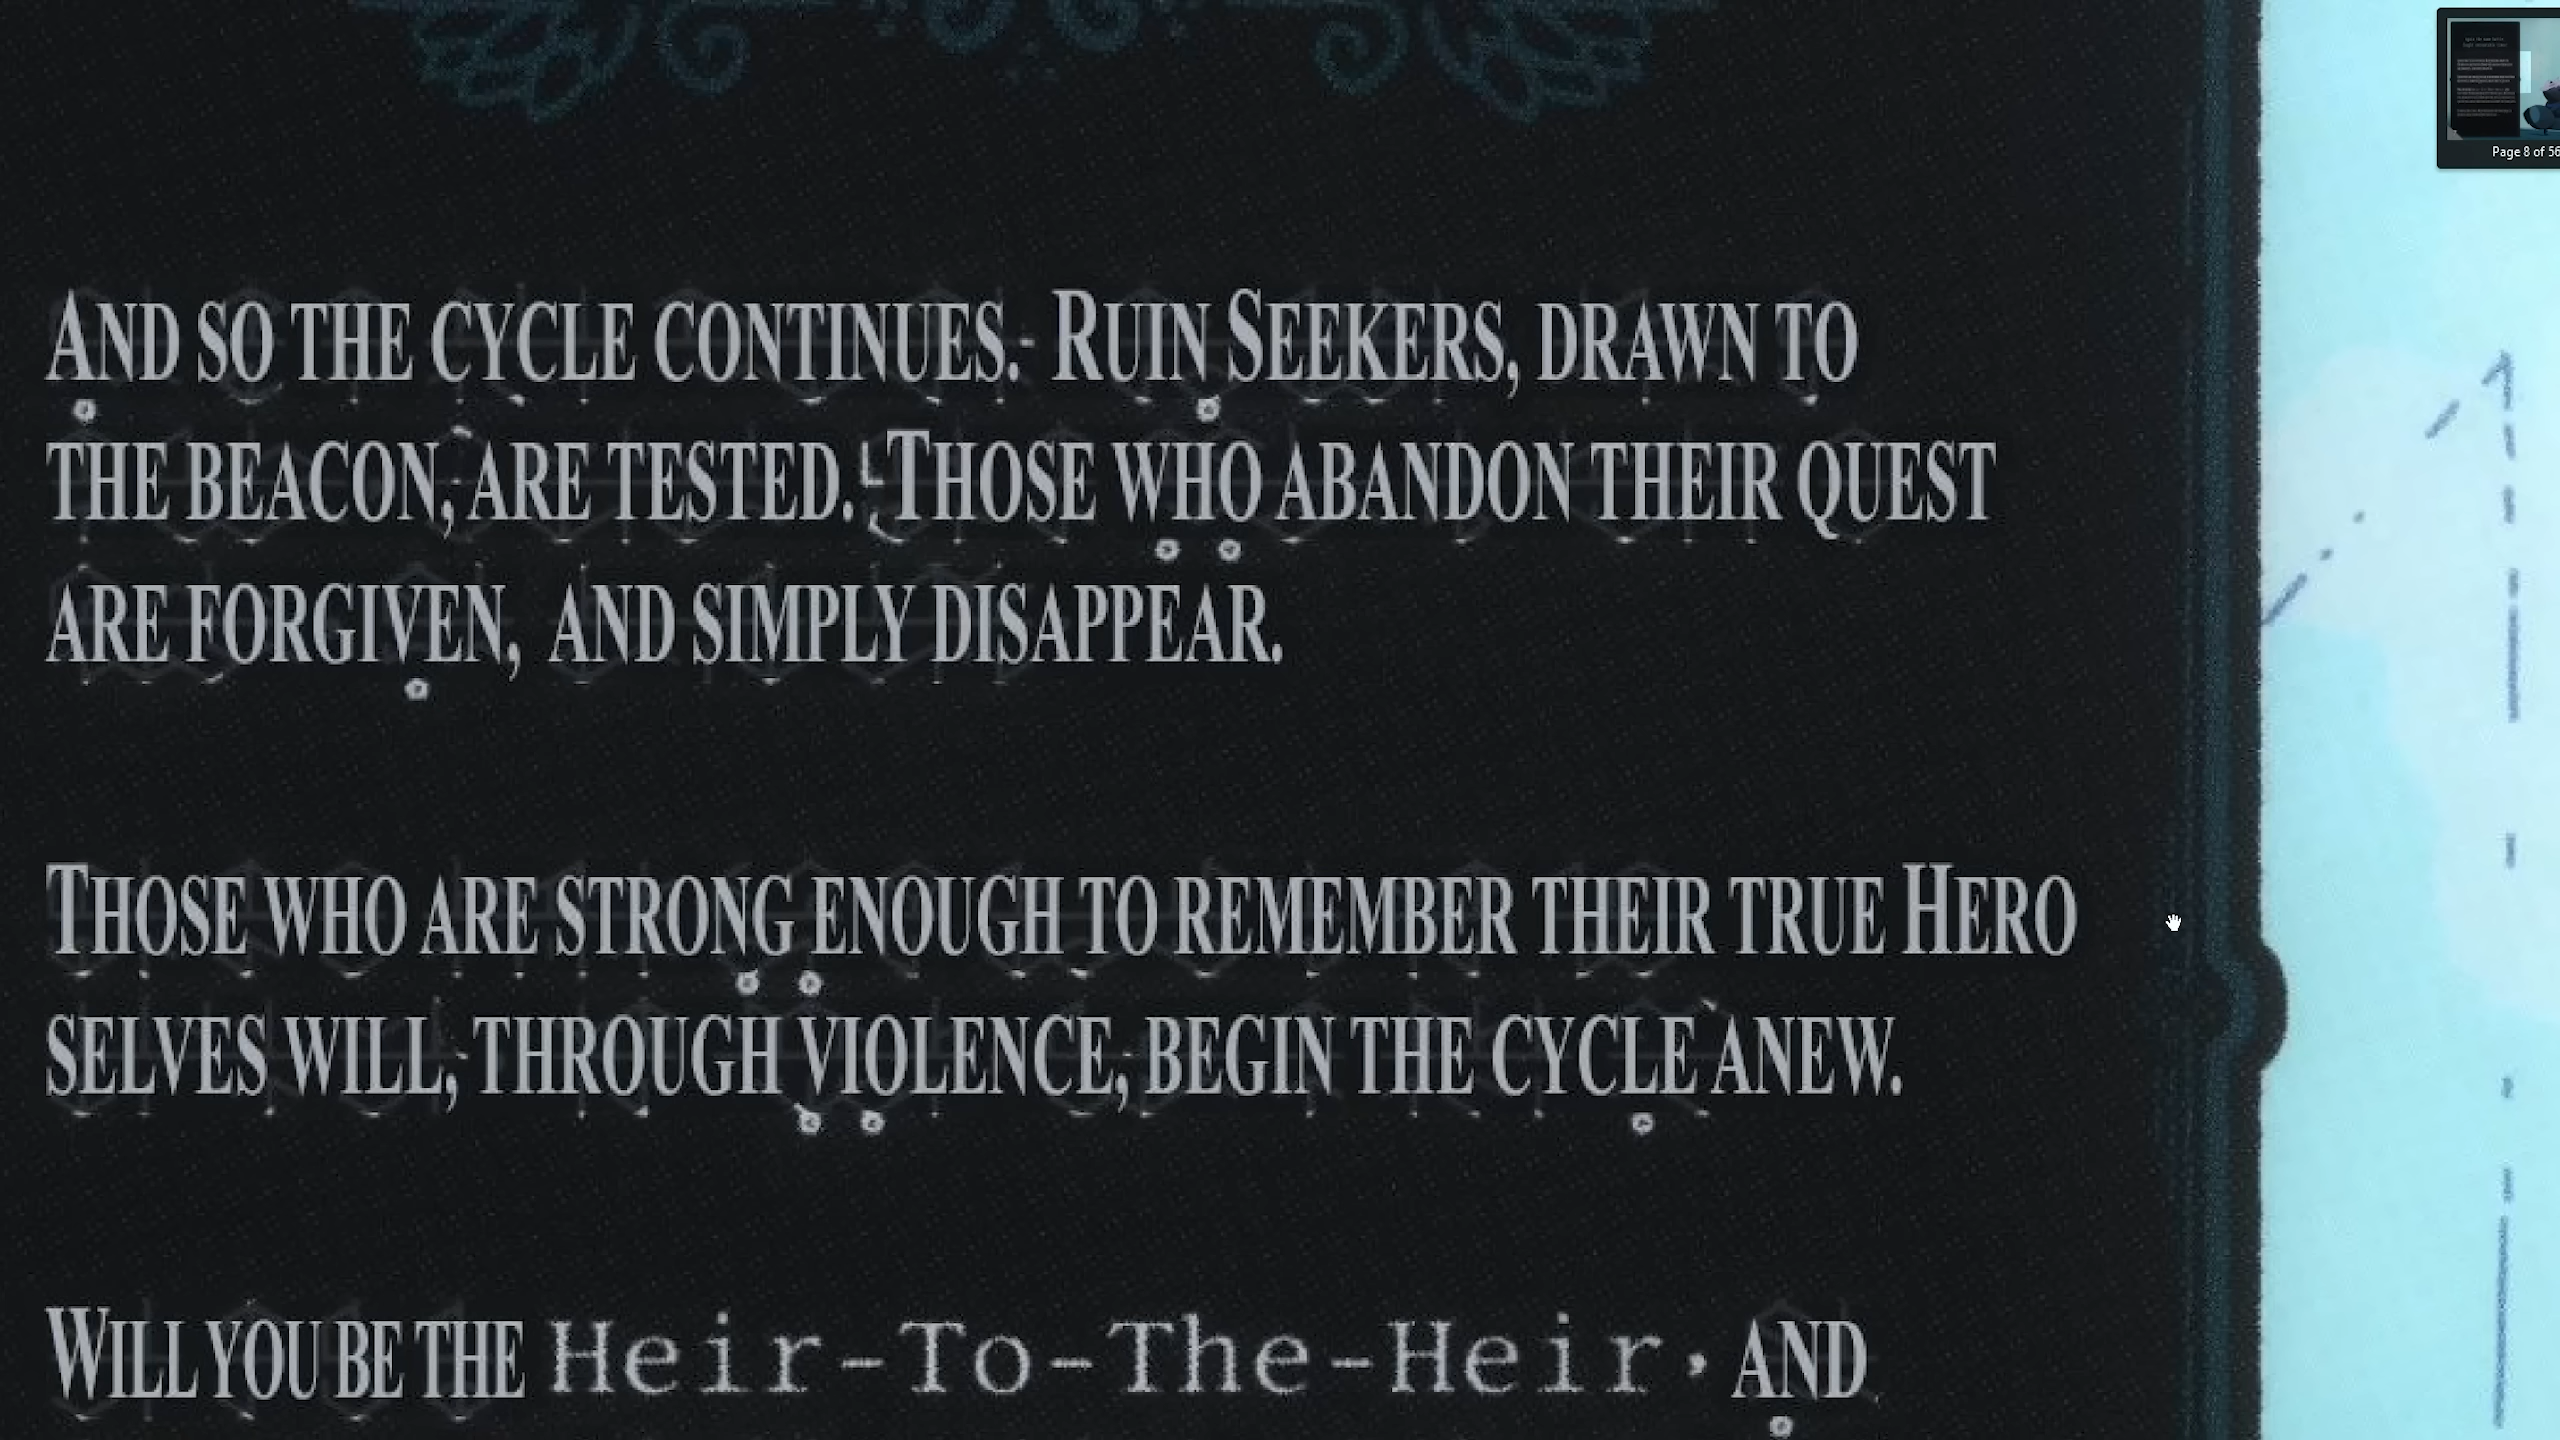 Page 8 of 56
AND SO THE CYCLE CONTINUES. RUIN SEEKERS, DRAWN TO
THE BEACON, ARE TESTED. THOSE WHO ABANDON THEIR QUEST
ARE FORGIVEN, AND SIMPLY DISAPPEAR.
THOSE WHO ARE STRONG ENOUGH TO REMEMBER THEIR TRUE HERO
SELVES WILL, THROUGH VIOLENCE, BEGIN THE CYCLE ANEW.
WILL YOU BE THE Heir-To-The-Heir, AND